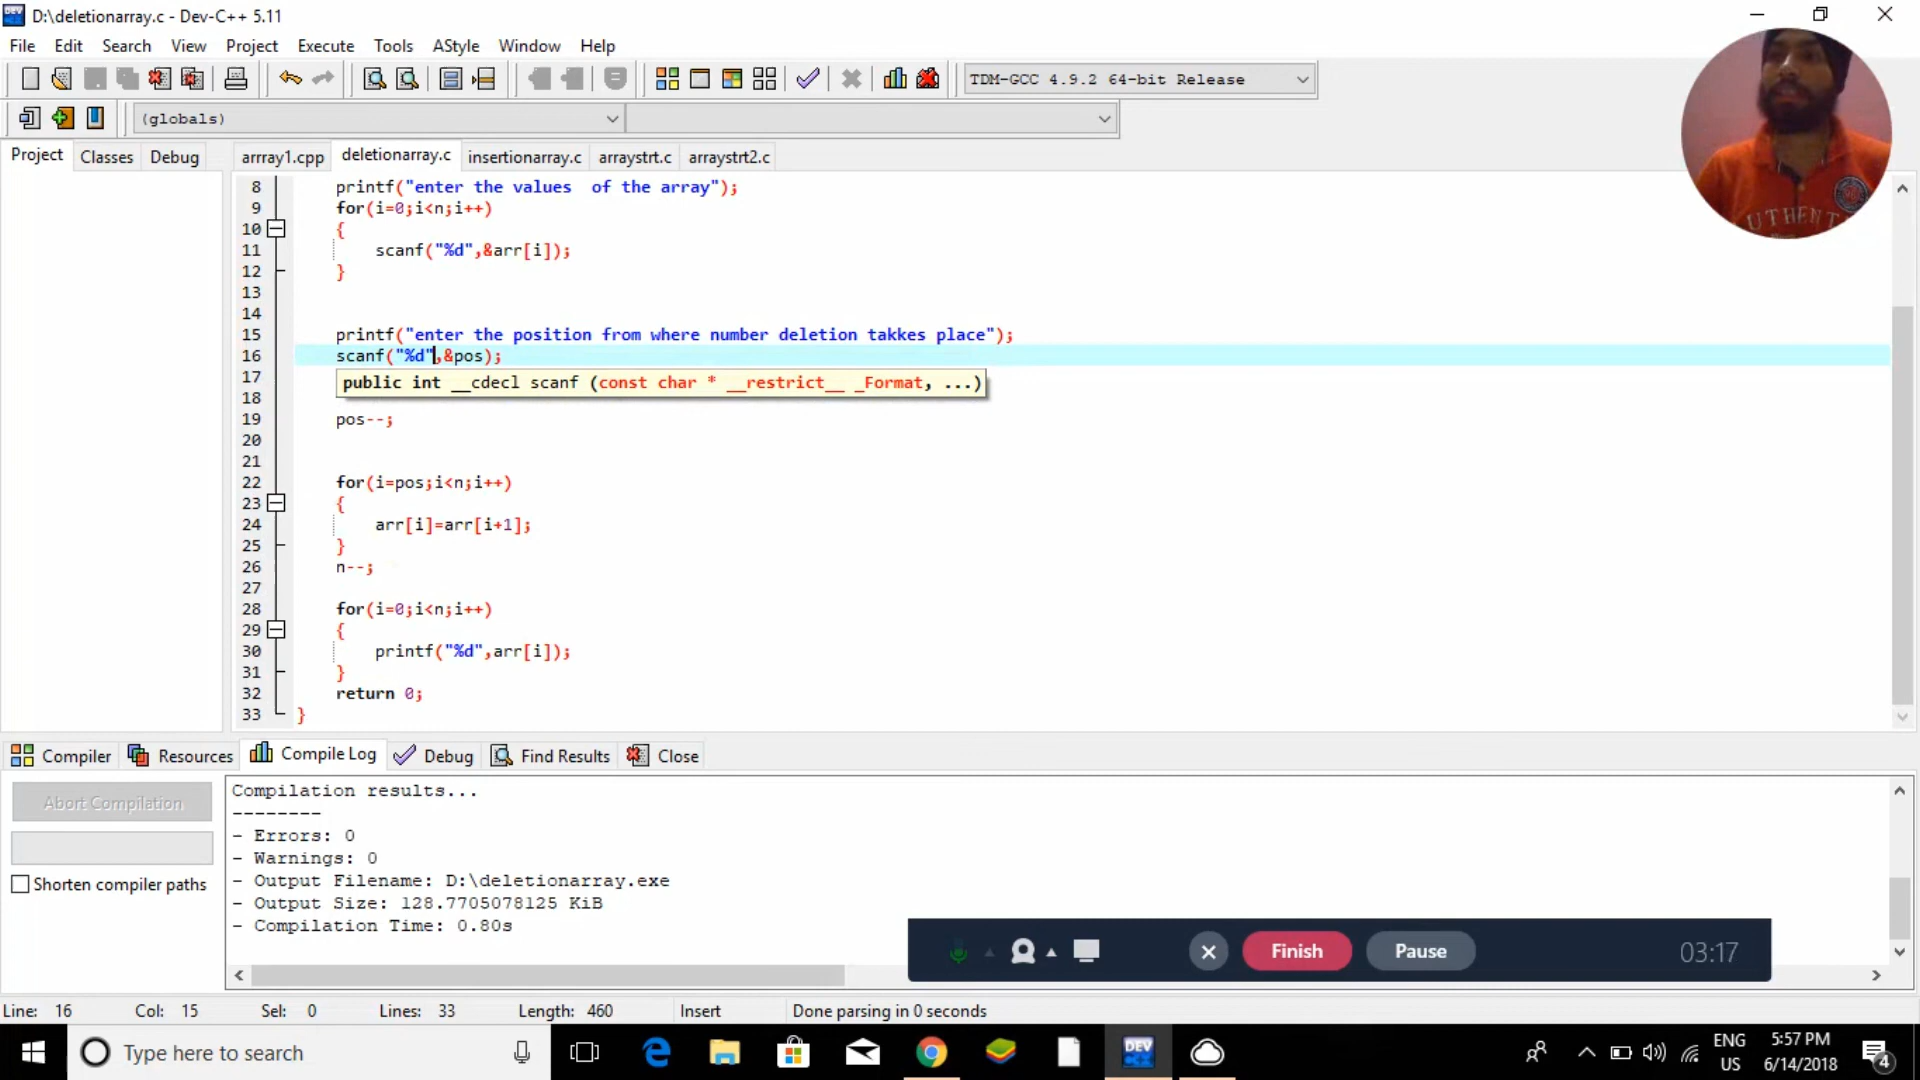 D:\deletionarray.c - Dev-C++ 5.11
File Edit Search View Project Execute Tools AStyle Window Help
TDM-GCC 4.9.2 64-bit Release
(globals)
Project Classes Debug arrray1.cpp deletionarray.c insertionarray.c arraystrt.c arraystrt2.c
8 printf("enter the values  of the array");
9 for(i=0;i<n;i++)
10 {
11 scanf("%d",&arr[i]);
12 }
13
14
15 printf("enter the position from where number deletion takkes place");
16 scanf("%d",&pos);
17 public int __cdecl scanf (const char * __restrict__ _Format, ...)
18
19 pos--;
20
21
22 for(i=pos;i<n;i++)
23 {
24 arr[i]=arr[i+1];
25 }
26 n--;
27
28 for(i=0;i<n;i++)
29 {
30 printf("%d",arr[i]);
31 }
32 return 0;
33 }
Compiler Resources Compile Log Debug Find Results Close
Abort Compilation
Shorten compiler paths
Compilation results...
--------
- Errors: 0
- Warnings: 0
- Output Filename: D:\deletionarray.exe
- Output Size: 128.7705078125 KiB
- Compilation Time: 0.80s
Finish Pause 03:17
Line: 16 Col: 15 Sel: 0 Lines: 33 Length: 460 Insert Done parsing in 0 seconds
Type here to search
DEV
ENG
US
5:57 PM
6/14/2018
4
UTHENT